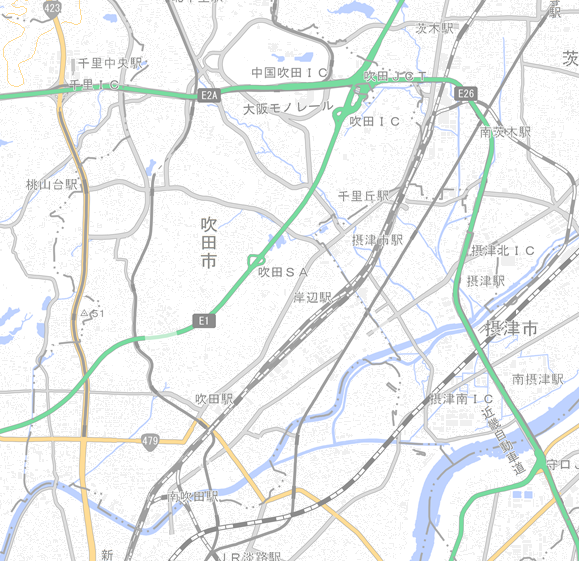 423
茨木駅
千里中央駅
中国吹田ＩＣ
吹田ＪＣＴ
茨
千里ＩＣ
E2A
E26
大阪モノレール
吹田ＩＣ
南茨木駅
桃山台駅
千里丘駅
吹田市
摂津市駅
摂津北ＩＣ
吹田ＳＡ
摂津駅
岸辺駅
51
E1
摂津市
南摂津駅
吹田駅
摂津南ＩＣ
近畿自動車道
479
守口Ｊ
南吹田駅
新
ＪＲ淡路駅